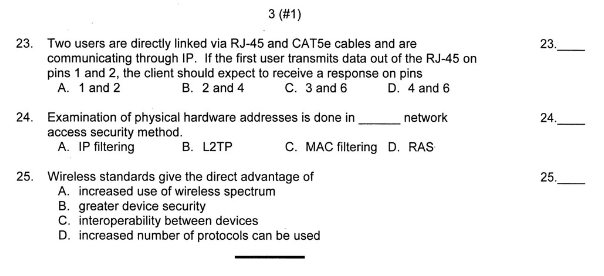 3 (#1)
23. Two users are directly linked via RJ-45 and CAT5e cables and are 23.____
communicating through IP. If the first user transmits data out of the RJ-45 on
pins 1 and 2, the client should expect to receive a response on pins
A. 1 and 2 B. 2 and 4 C. 3 and 6 D. 4 and 6
24. Examination of physical hardware addresses is done in ______ network 24.____
access security method.
A. IP filtering B. L2TP C. MAC filtering D. RAS
25. Wireless standards give the direct advantage of 25.____
A. increased use of wireless spectrum
B. greater device security
C. interoperability between devices
D. increased number of protocols can be used